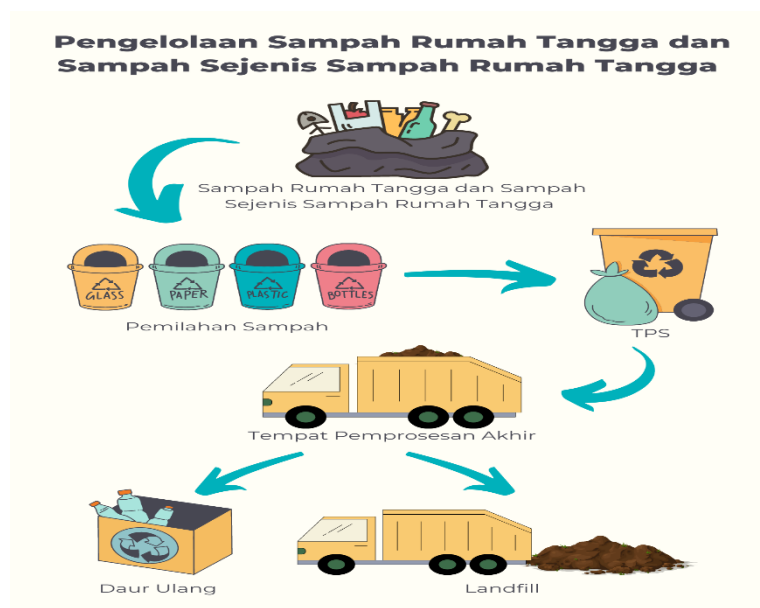 Pengelolaan Sampah Rumah Tangga dan
Sampah Sejenis Sampah Rumah Tangga
Sampah Rumah Tangga dan Sampah
Sejenis Sampah Rumah Tangga
GLASS
PAPER
PLASTIC
BOTTLES
Pemilahan Sampah
TPS
Tempat Pemprosesan Akhir
Daur Ulang
Landfill